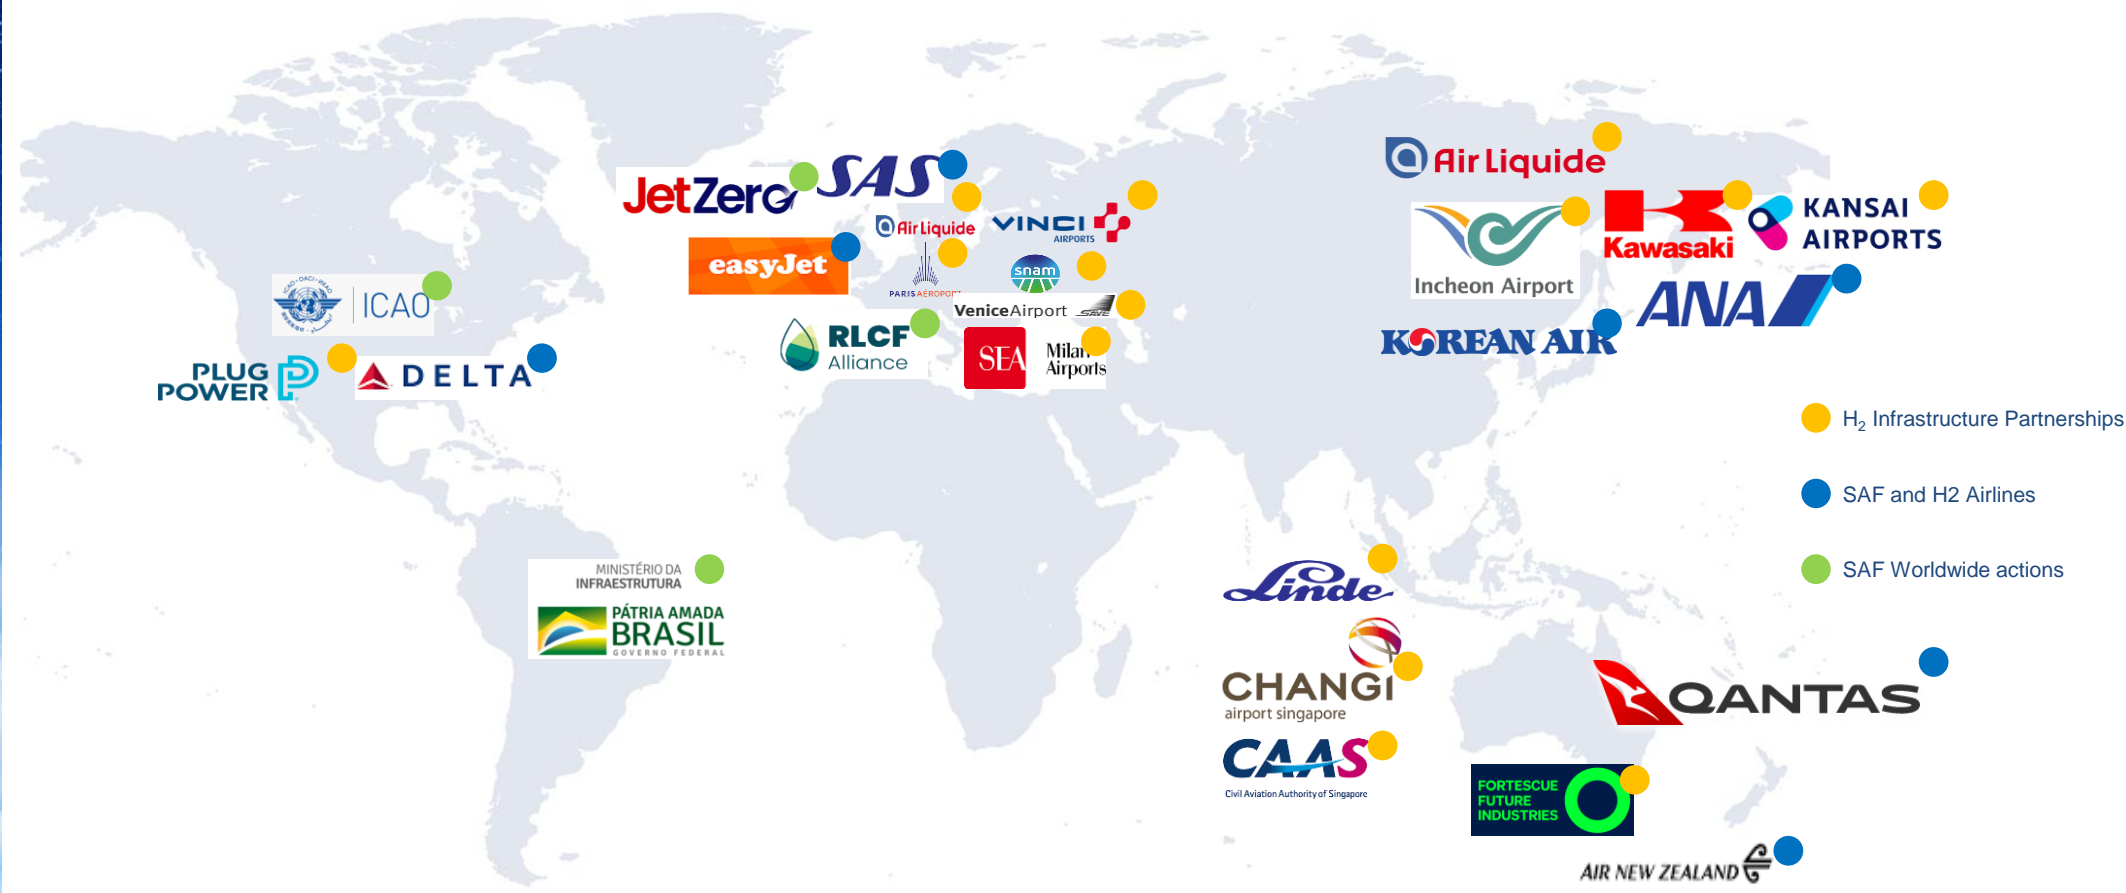 JetZero
SAS
Air Liquide
VINCI
AIRPORTS
easyJet
PARIS AÉROPORT
snam
VeniceAirport
SAVE
RLCF
Alliance
SEA
Milan
Airports
ICAO
PLUG
POWER
DELTA
MINISTÉRIO DA
INFRAESTRUTURA
PÁTRIA AMADA
BRASIL
GOVERNO FEDERAL
Air Liquide
Incheon Airport
Kawasaki
KANSAI
AIRPORTS
ANA
KOREAN AIR
H₂ Infrastructure Partnerships
SAF and H2 Airlines
SAF Worldwide actions
Linde
CHANGI
airport singapore
CAAS
Civil Aviation Authority of Singapore
QANTAS
FORTESCUE
FUTURE
INDUSTRIES
AIR NEW ZEALAND